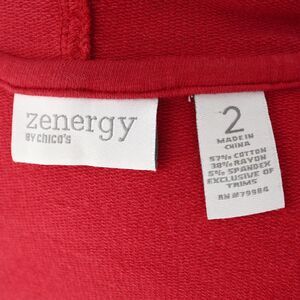 zenergy
BY chico's
2
MADE IN
CHINA
57% COTTON
38% RAYON
5% SPANDEX
EXCLUSIVE OF
TRIMS
RN #79984